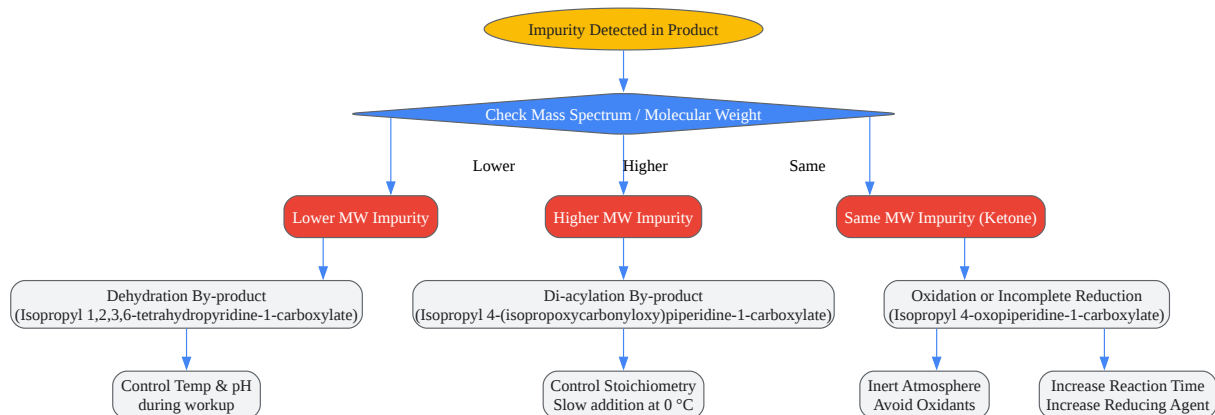 Impurity Detected in Product
Check Mass Spectrum / Molecular Weight
Lower
Higher
Same
Lower MW Impurity
Higher MW Impurity
Same MW Impurity (Ketone)
Dehydration By-product
(Isopropyl 1,2,3,6-tetrahydropyridine-1-carboxylate)
Di-acylation By-product
(Isopropyl 4-(isopropoxycarbonyloxy)piperidine-1-carboxylate)
Oxidation or Incomplete Reduction
(Isopropyl 4-oxopiperidine-1-carboxylate)
Control Temp & pH
during workup
Control Stoichiometry
Slow addition at 0 °C
Inert Atmosphere
Avoid Oxidants
Increase Reaction Time
Increase Reducing Agent